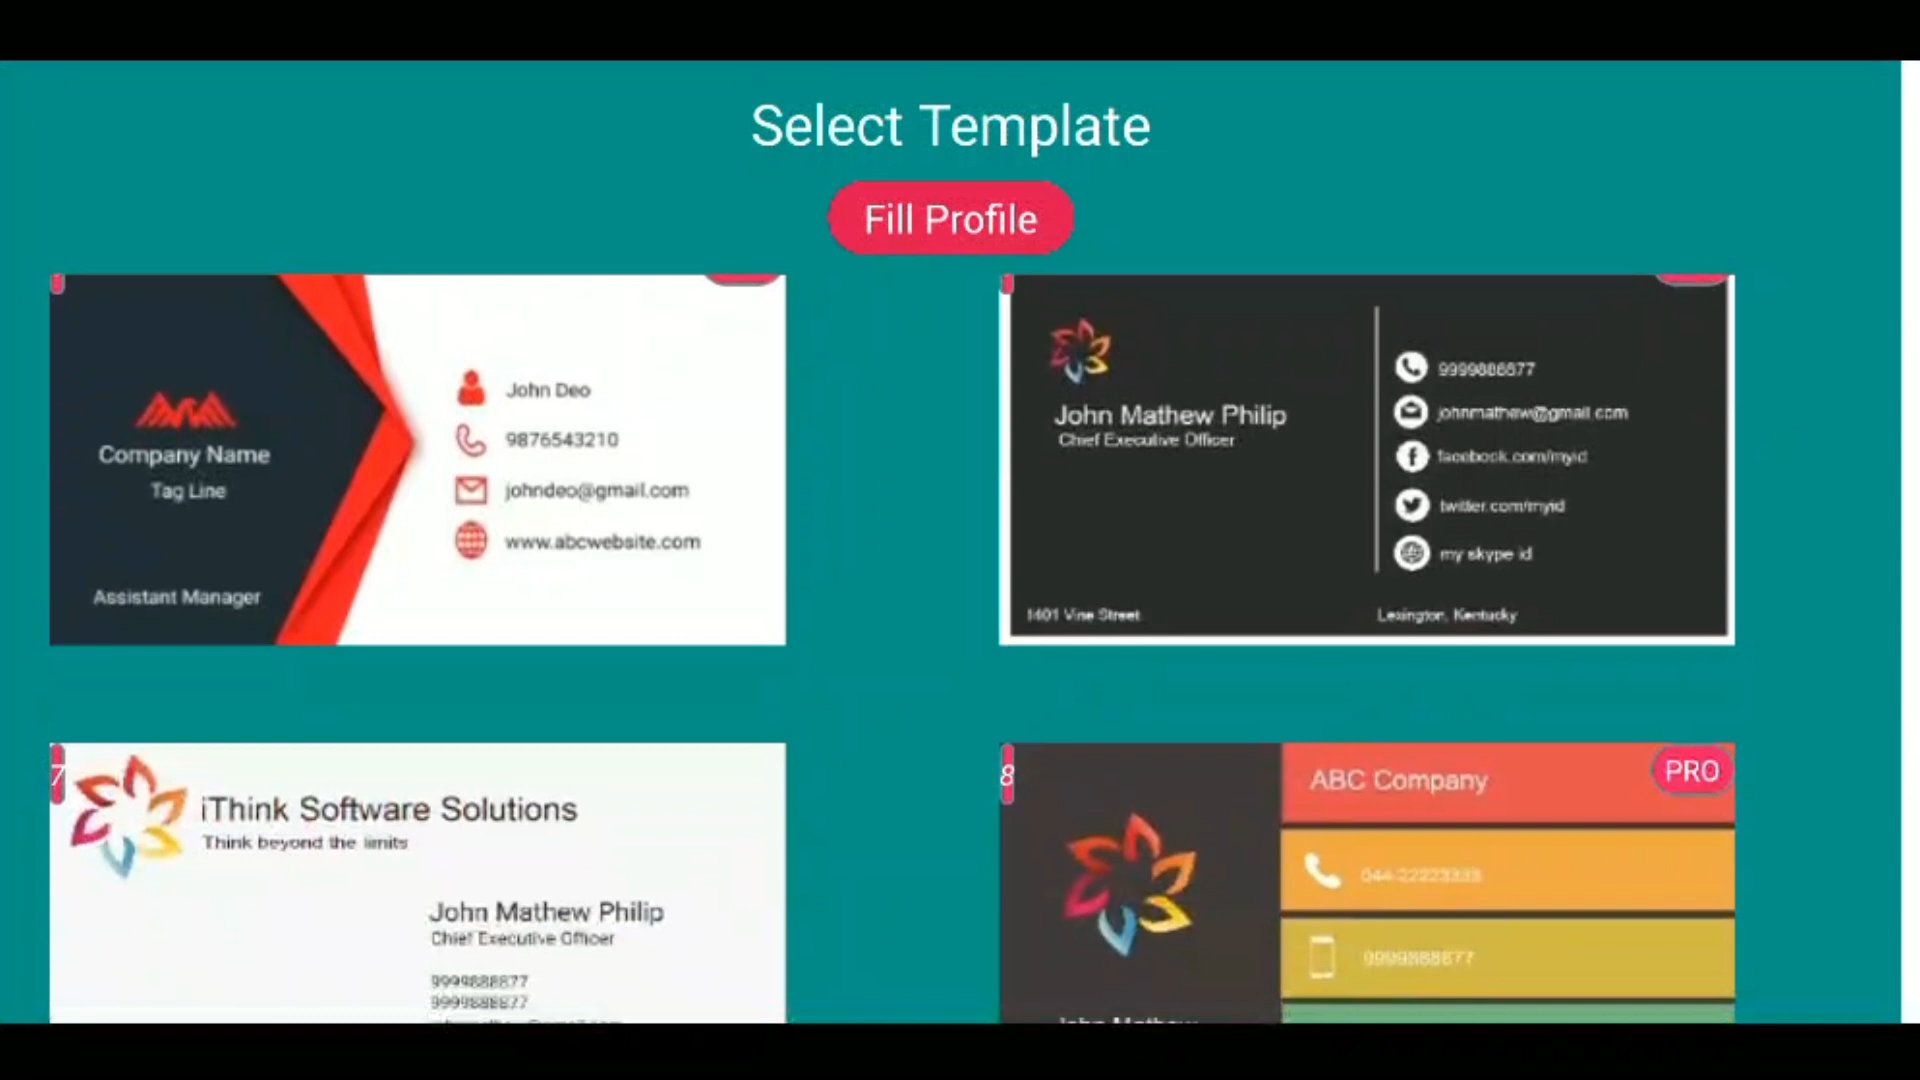 Select Template
Fill Profile
Company Name
Tag Line
Assistant Manager
John Deo
9876543210
johndeo@gmail.com
www.abcwebsite.com
John Mathew Philip
Chief Executive Officer
9999888877
johnmathew@gmail.com
facebook.com/myid
twitter.com/myid
my skype id
1401 Vine Street
Lexington, Kentucky
7
iThink Software Solutions
Think beyond the limits
John Mathew Philip
Chief Executive Officer
9999888877
9999888877
8
PRO
ABC Company
044-22223333
9999888877
John Mathew